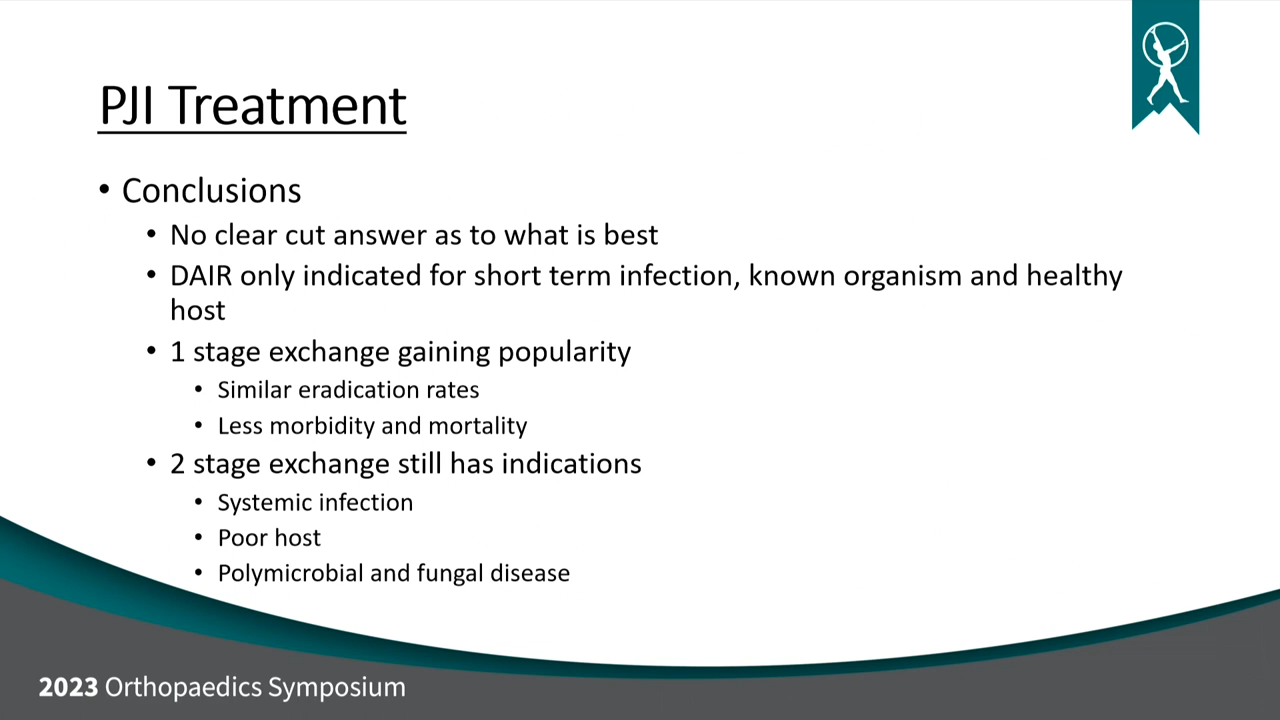 PJI Treatment
• Conclusions
• No clear cut answer as to what is best
• DAIR only indicated for short term infection, known organism and healthy
host
• 1 stage exchange gaining popularity
• Similar eradication rates
• Less morbidity and mortality
• 2 stage exchange still has indications
• Systemic infection
• Poor host
• Polymicrobial and fungal disease
2023 Orthopaedics Symposium